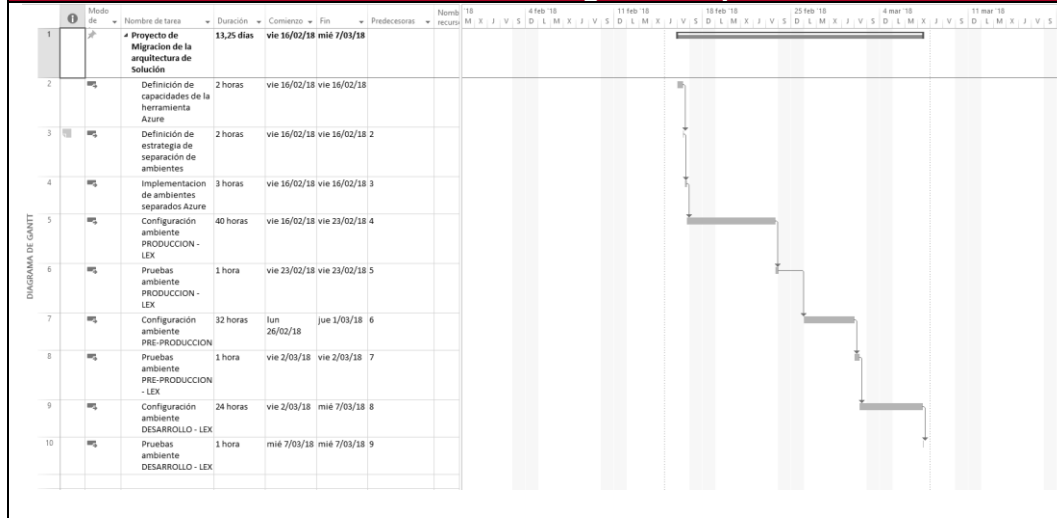 Modo de
Nombre de tarea
Duración
Comienzo
Fin
Predecesoras
Nomb recurs
'18
4 feb '18
11 feb '18
18 feb '18
25 feb '18
4 mar '18
11 mar '18
M X J V S D L M X J V S D L M X J V S D L M X J V S D L M X J V S D L M X J V S D L M X J V S
DIAGRAMA DE GANTT
1 Proyecto de 13,25 días vie 16/02/18 mié 7/03/18
Migracion de la
arquitectura de
Solución
2 Definición de 2 horas vie 16/02/18 vie 16/02/18
capacidades de la
herramienta
Azure
3 Definición de 2 horas vie 16/02/18 vie 16/02/18 2
estrategia de
separación de
ambientes
4 Implementacion 3 horas vie 16/02/18 vie 16/02/18 3
de ambientes
separados Azure
5 Configuración 40 horas vie 16/02/18 vie 23/02/18 4
ambiente
PRODUCCION -
LEX
6 Pruebas 1 hora vie 23/02/18 vie 23/02/18 5
ambiente
PRODUCCION -
LEX
7 Configuración 32 horas lun 26/02/18 jue 1/03/18 6
ambiente
PRE-PRODUCCION
8 Pruebas 1 hora vie 2/03/18 vie 2/03/18 7
ambiente
PRE-PRODUCCION
- LEX
9 Configuración 24 horas vie 2/03/18 mié 7/03/18 8
ambiente
DESARROLLO - LEX
10 Pruebas 1 hora mié 7/03/18 mié 7/03/18 9
ambiente
DESARROLLO - LEX